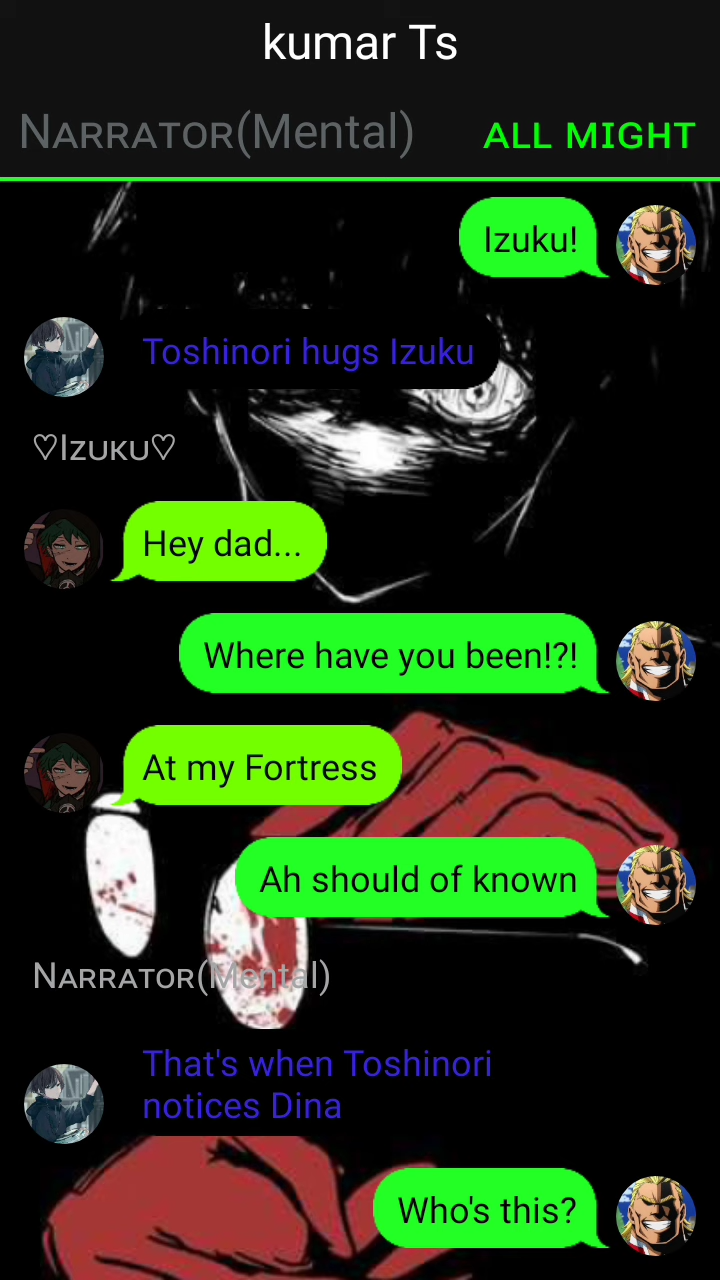 kumar Ts
Narrator(Mental) ALL MIGHT
Izuku!
Toshinori hugs Izuku
♡Izuku♡
Hey dad...
Where have you been!?!
At my Fortress
Ah should of known
Narrator(Mental)
That's when Toshinori
notices Dina
Who's this?